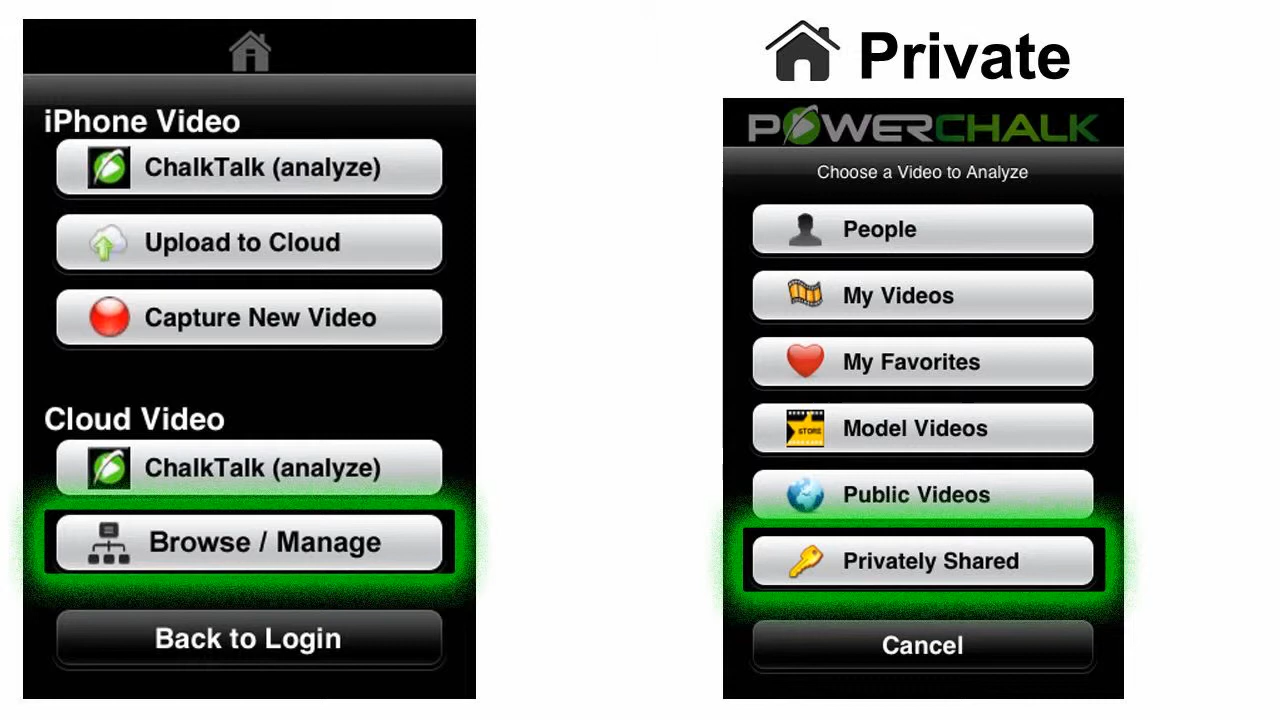 iPhone Video
ChalkTalk (analyze)
Upload to Cloud
Capture New Video
Cloud Video
ChalkTalk (analyze)
Browse / Manage
Back to Login
Private
POWERCHALK
Choose a Video to Analyze
People
My Videos
My Favorites
STORE
Model Videos
Public Videos
Privately Shared
Cancel